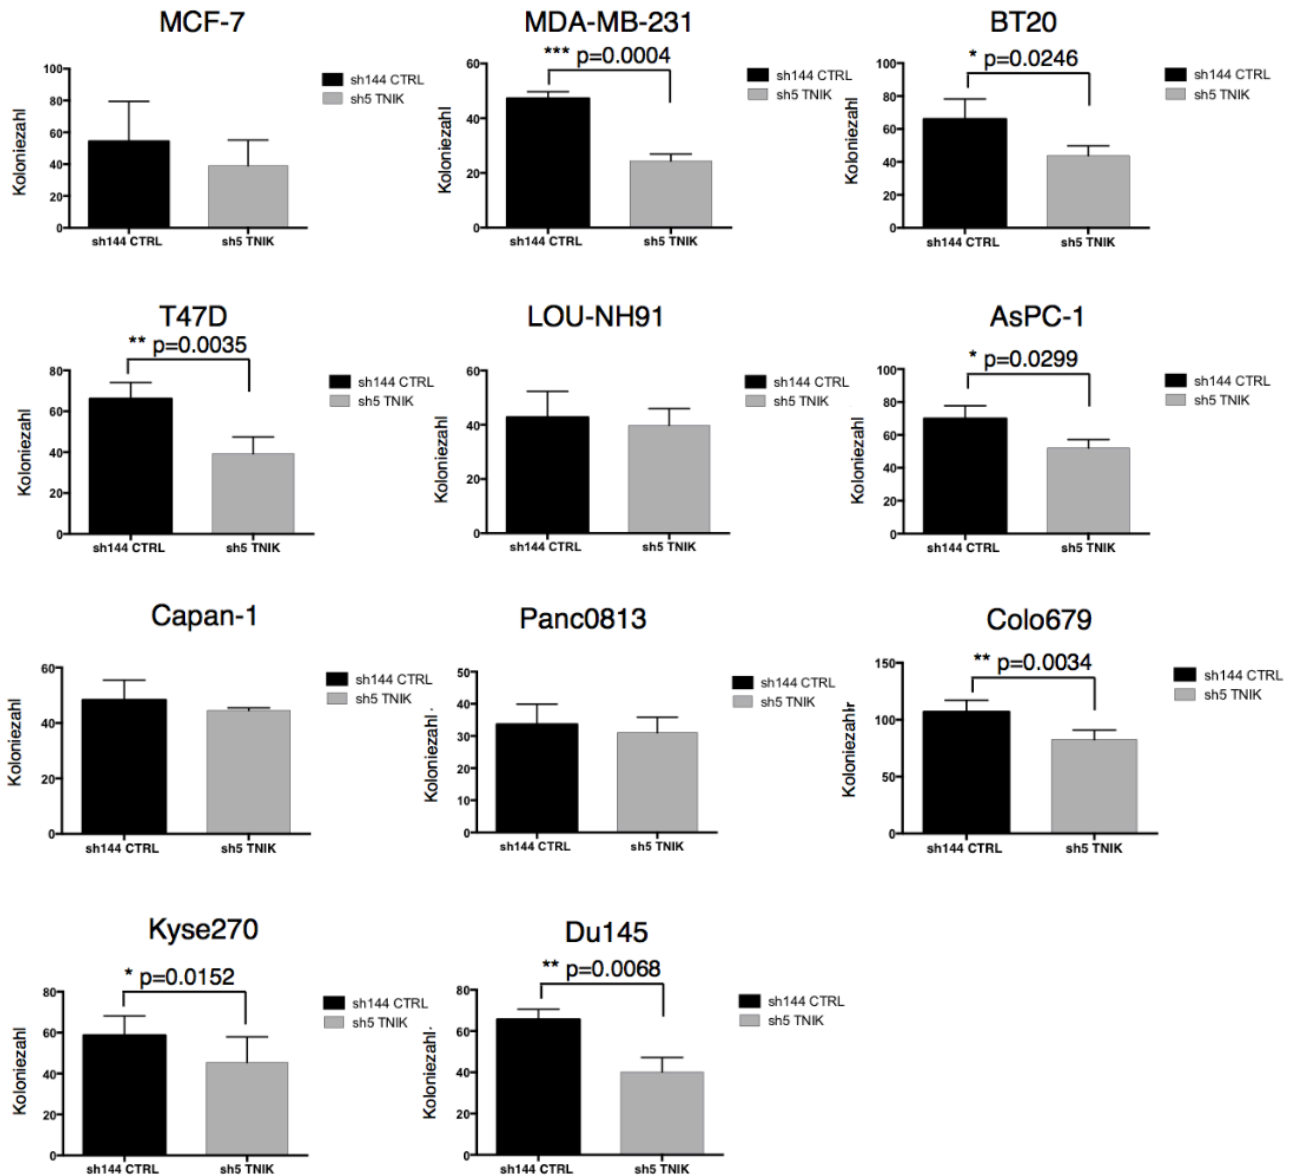 MCF-7
100
80
60
40
20
0
Koloniezahl
sh144 CTRL
sh5 TNIK
sh144 CTRL
sh5 TNIK
MDA-MB-231
*** p=0.0004
60
40
20
0
Koloniezahl
sh144 CTRL
sh5 TNIK
sh144 CTRL
sh5 TNIK
BT20
* p=0.0246
100
80
60
40
20
0
Koloniezahl
sh144 CTRL
sh5 TNIK
sh144 CTRL
sh5 TNIK
T47D
** p=0.0035
80
60
40
20
0
Koloniezahl
sh144 CTRL
sh5 TNIK
sh144 CTRL
sh5 TNIK
LOU-NH91
60
40
20
0
Koloniezahl
sh144 CTRL
sh5 TNIK
sh144 CTRL
sh5 TNIK
AsPC-1
* p=0.0299
100
80
60
40
20
0
Koloniezahl
sh144 CTRL
sh5 TNIK
sh144 CTRL
sh5 TNIK
Capan-1
60
40
20
0
Koloniezahl
sh144 CTRL
sh5 TNIK
sh144 CTRL
sh5 TNIK
Panc0813
50
40
30
20
10
0
Koloniezahl
sh144 CTRL
sh5 TNIK
sh144 CTRL
sh5 TNIK
Colo679
** p=0.0034
150
100
50
0
Koloniezahlr
sh144 CTRL
sh5 TNIK
sh144 CTRL
sh5 TNIK
Kyse270
* p=0.0152
80
60
40
20
0
Koloniezahl
sh144 CTRL
sh5 TNIK
sh144 CTRL
sh5 TNIK
Du145
** p=0.0068
80
60
40
20
0
Koloniezahl
sh144 CTRL
sh5 TNIK
sh144 CTRL
sh5 TNIK